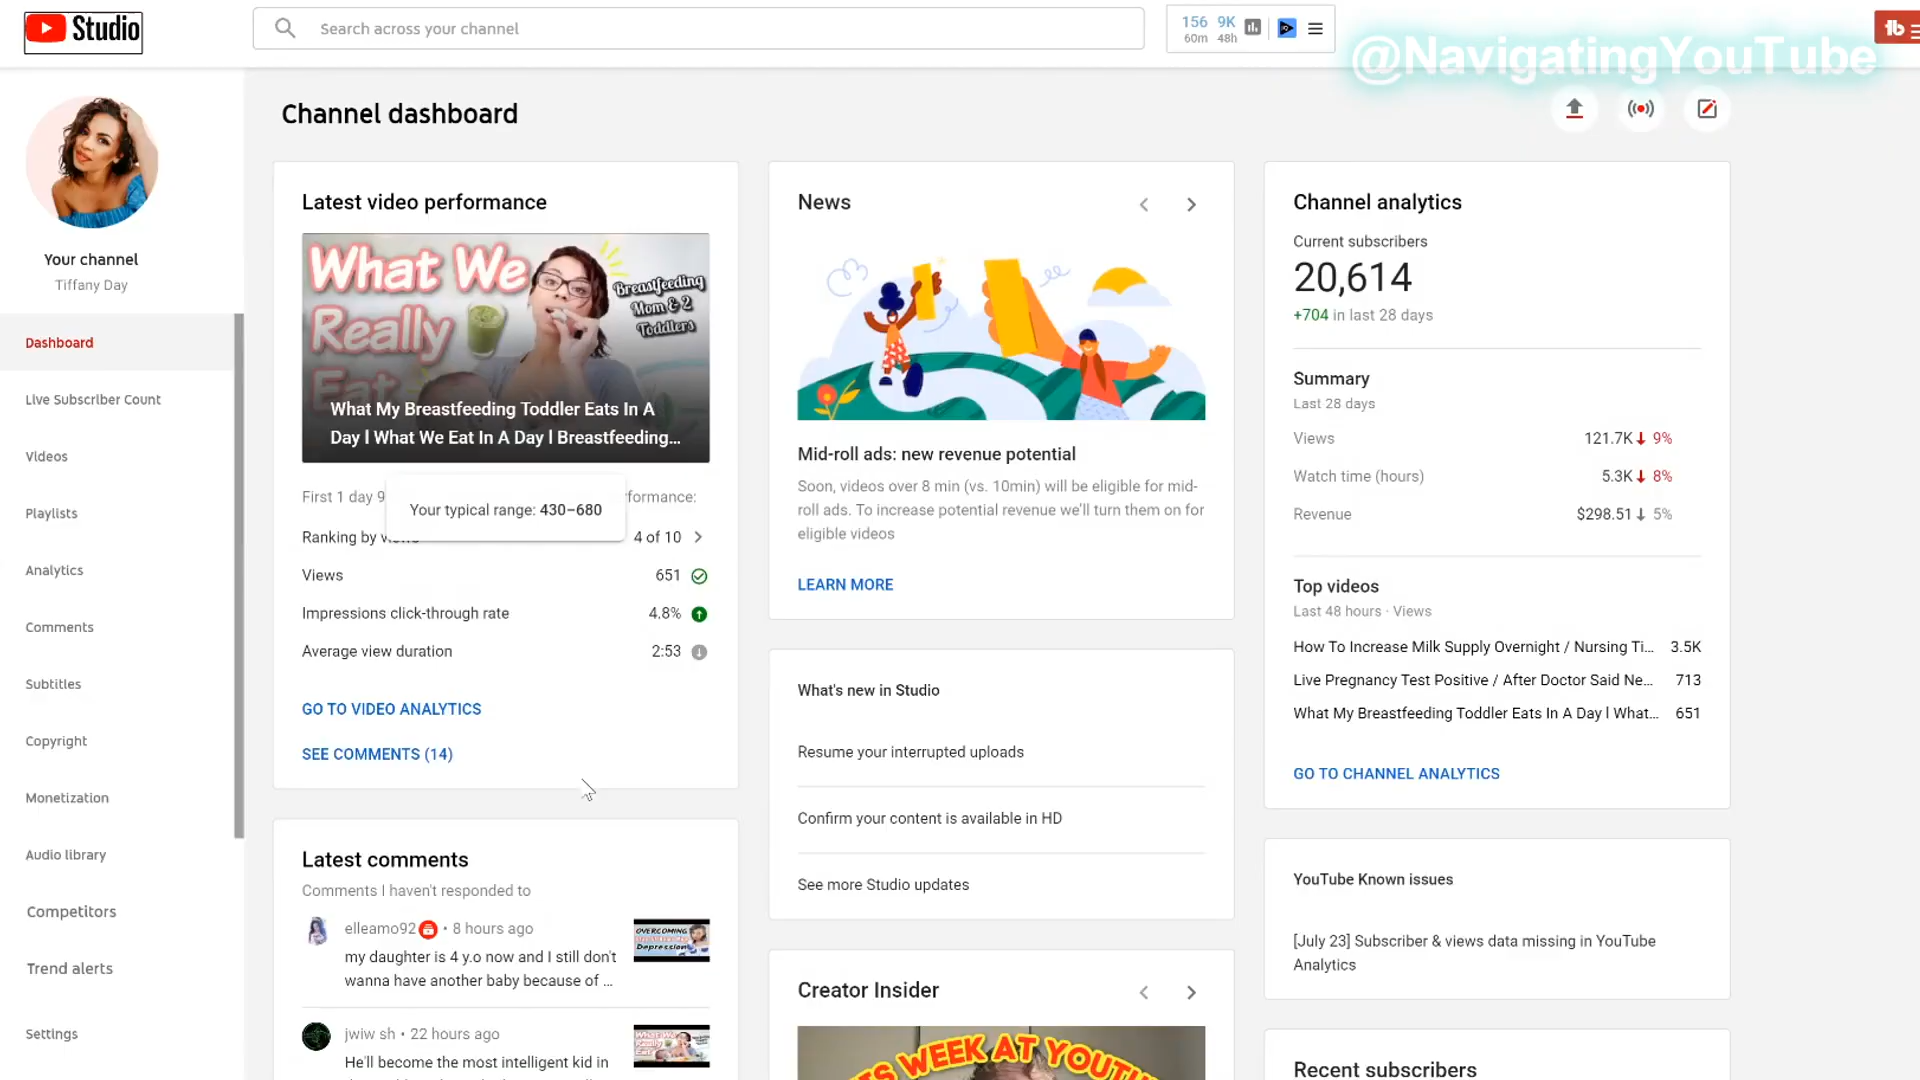 Studio
Search across your channel
156 9K
60m 48h
@NavigatingYouTube
tb
Channel dashboard
Your channel
Tiffany Day
Dashboard
Live Subscriber Count
Videos
Playlists
Analytics
Comments
Subtitles
Copyright
Monetization
Audio library
Competitors
Trend alerts
Settings
Latest video performance
What We
Really
Eat
Breastfeeding
Mom & 2
Toddlers
What My Breastfeeding Toddler Eats In A
Day l What We Eat In A Day l Breastfeeding...
First 1 day 9
formance:
Your typical range: 430–680
Ranking by views 4 of 10
Views 651
Impressions click-through rate 4.8%
Average view duration 2:53
GO TO VIDEO ANALYTICS
SEE COMMENTS (14)
Latest comments
Comments I haven't responded to
elleamo92 • 8 hours ago
my daughter is 4 y.o now and I still don't
wanna have another baby because of ...
OVERCOMING
Depression
jwiw sh • 22 hours ago
He'll become the most intelligent kid in
What We
Really
Eat
News
Mid-roll ads: new revenue potential
Soon, videos over 8 min (vs. 10min) will be eligible for mid-
roll ads. To increase potential revenue we'll turn them on for
eligible videos
LEARN MORE
What's new in Studio
Resume your interrupted uploads
Confirm your content is available in HD
See more Studio updates
Creator Insider
WEEK AT
Channel analytics
Current subscribers
20,614
+704 in last 28 days
Summary
Last 28 days
Views 121.7K 9%
Watch time (hours) 5.3K 8%
Revenue $298.51 5%
Top videos
Last 48 hours · Views
How To Increase Milk Supply Overnight / Nursing Ti... 3.5K
Live Pregnancy Test Positive / After Doctor Said Ne... 713
What My Breastfeeding Toddler Eats In A Day l What... 651
GO TO CHANNEL ANALYTICS
YouTube Known issues
[July 23] Subscriber & views data missing in YouTube
Analytics
Recent subscribers